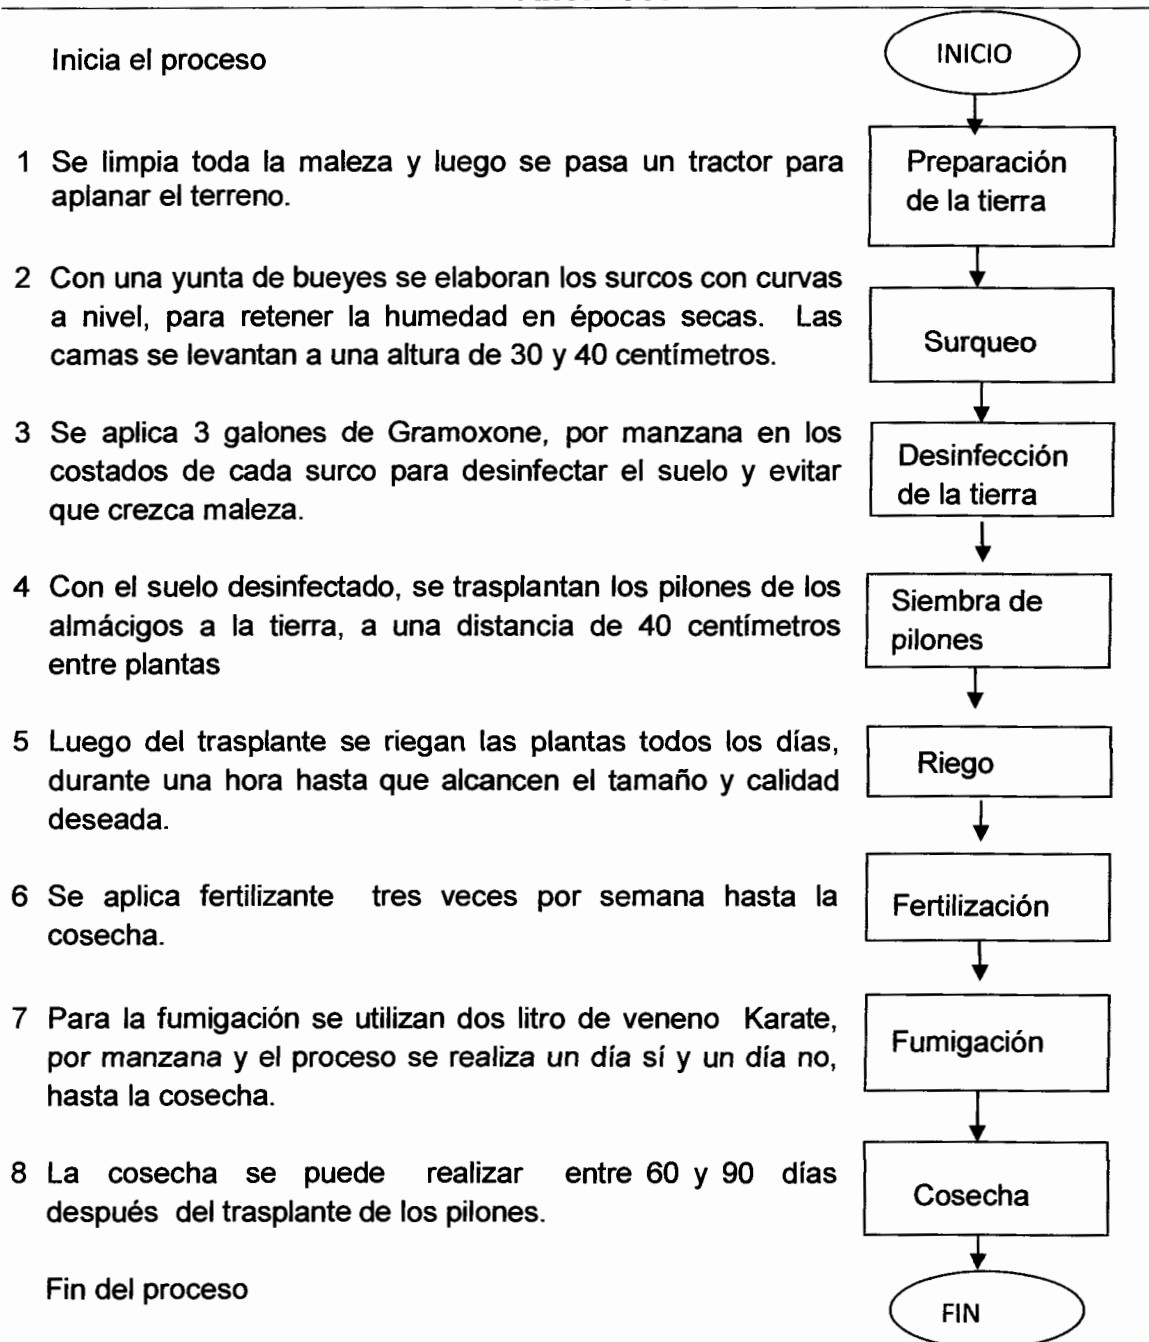 Inicia el proceso
INICIO
1 Se limpia toda la maleza y luego se pasa un tractor para
aplanar el terreno.
Preparación
de la tierra
2 Con una yunta de bueyes se elaboran los surcos con curvas
a nivel, para retener la humedad en épocas secas. Las
camas se levantan a una altura de 30 y 40 centímetros.
Surqueo
3 Se aplica 3 galones de Gramoxone, por manzana en los
costados de cada surco para desinfectar el suelo y evitar
que crezca maleza.
Desinfección
de la tierra
4 Con el suelo desinfectado, se trasplantan los pilones de los
almácigos a la tierra, a una distancia de 40 centímetros
entre plantas
Siembra de
pilones
5 Luego del trasplante se riegan las plantas todos los días,
durante una hora hasta que alcancen el tamaño y calidad
deseada.
Riego
6 Se aplica fertilizante tres veces por semana hasta la
cosecha.
Fertilización
7 Para la fumigación se utilizan dos litro de veneno Karate,
por manzana y el proceso se realiza un día sí y un día no,
hasta la cosecha.
Fumigación
8 La cosecha se puede realizar entre 60 y 90 días
después del trasplante de los pilones.
Cosecha
Fin del proceso
FIN